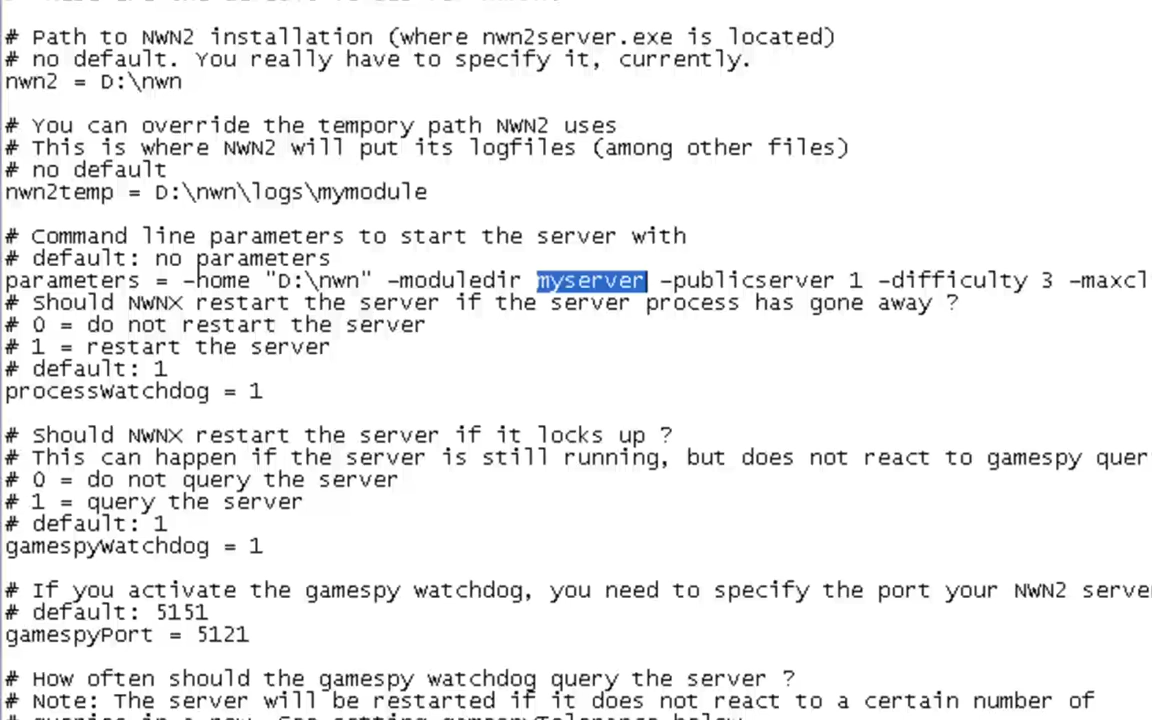 # Path to NWN2 installation (where nwn2server.exe is located)
# no default. You really have to specify it, currently.
nwn2 = D:\nwn
# You can override the tempory path NWN2 uses
# This is where NWN2 will put its logfiles (among other files)
# no default
nwn2temp = D:\nwn\logs\mymodule
# Command line parameters to start the server with
# default: no parameters
parameters = -home "D:\nwn" -moduledir myserver -publicserver 1 -difficulty 3 -maxcl
# Should NWNX restart the server if the server process has gone away ?
# 0 = do not restart the server
# 1 = restart the server
# default: 1
processWatchdog = 1
# Should NWNX restart the server if it locks up ?
# This can happen if the server is still running, but does not react to gamespy quer
# 0 = do not query the server
# 1 = query the server
# default: 1
gamespyWatchdog = 1
# If you activate the gamespy watchdog, you need to specify the port your NWN2 serve
# default: 5151
gamespyPort = 5121
# How often should the gamespy watchdog query the server ?
# Note: The server will be restarted if it does not react to a certain number of